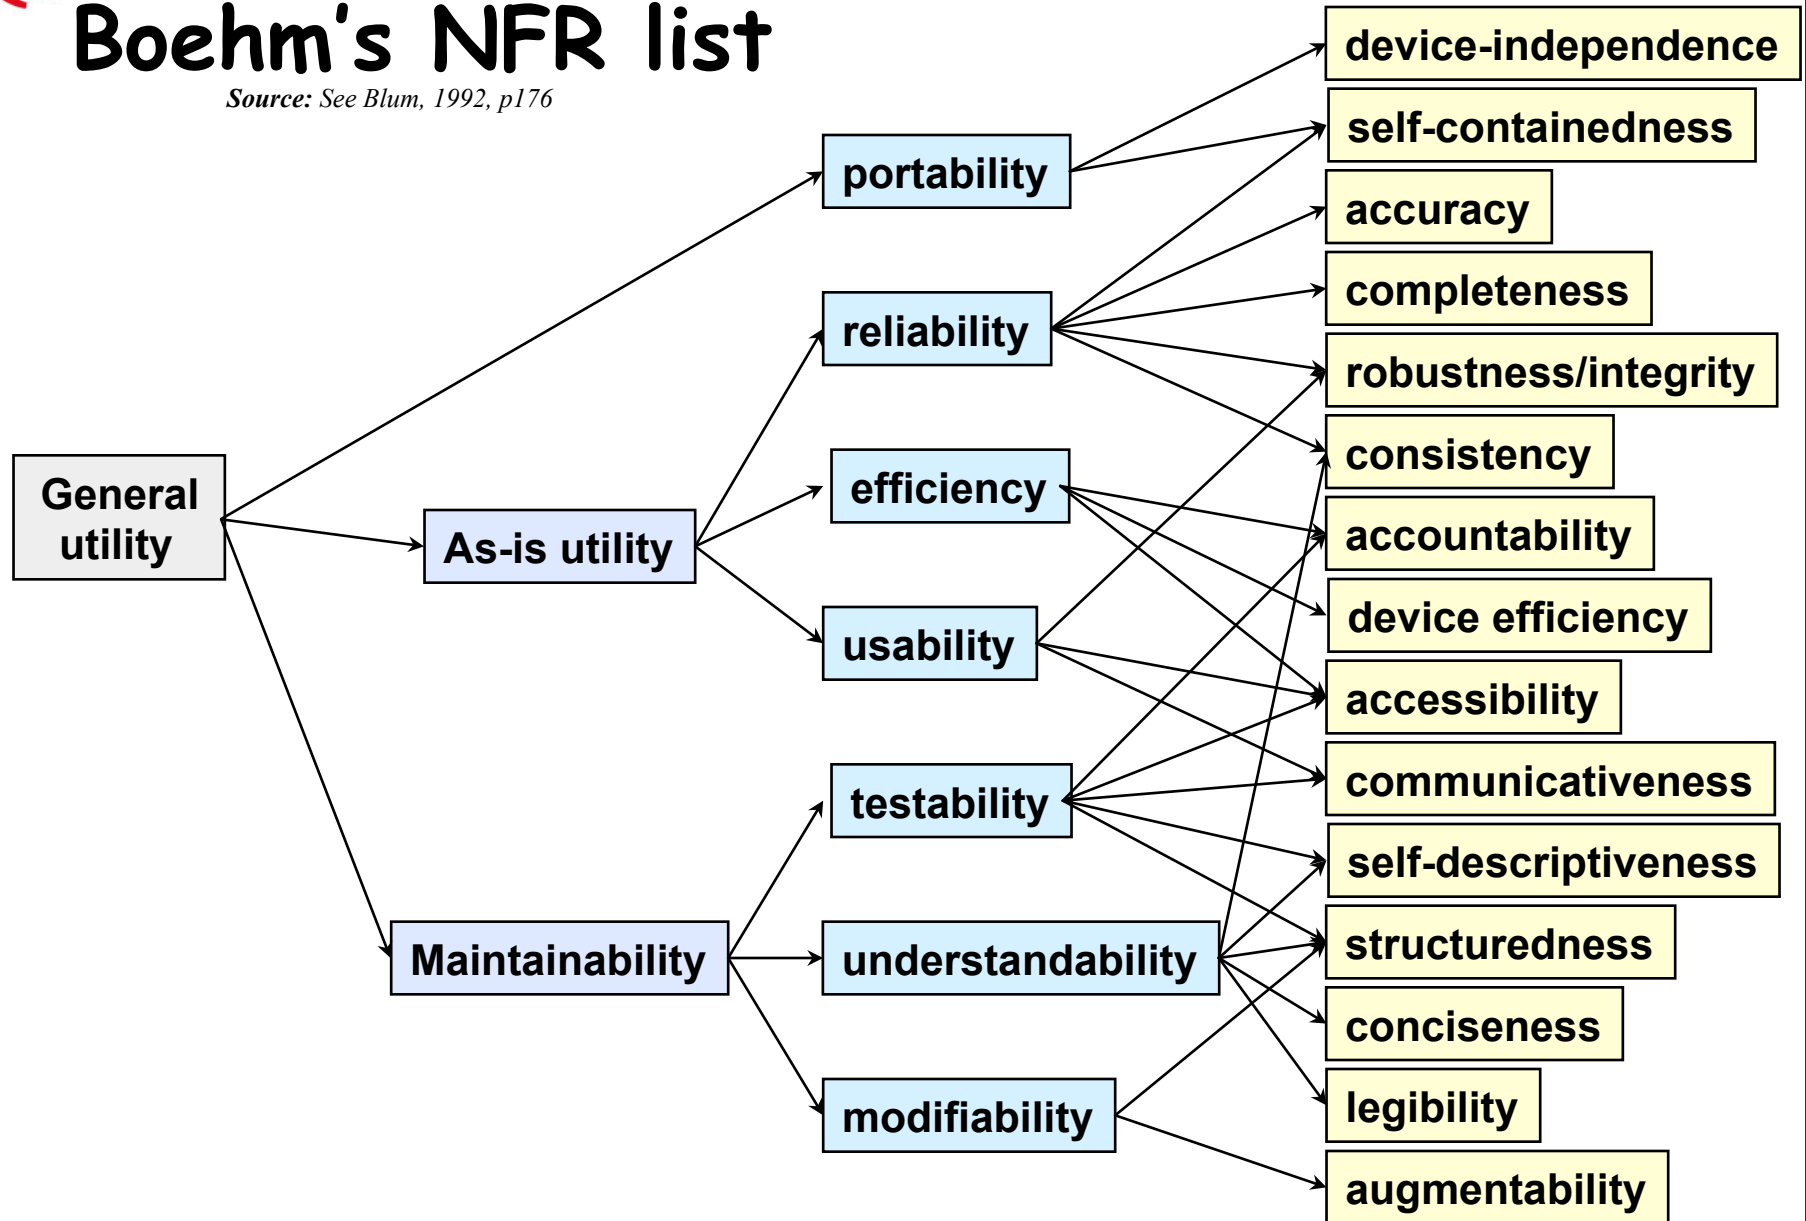 Boehm's NFR list
Source: See Blum, 1992, p176
General
utility
As-is utility
Maintainability
portability
reliability
efficiency
usability
testability
understandability
modifiability
device-independence
self-containedness
accuracy
completeness
robustness/integrity
consistency
accountability
device efficiency
accessibility
communicativeness
self-descriptiveness
structuredness
conciseness
legibility
augmentability